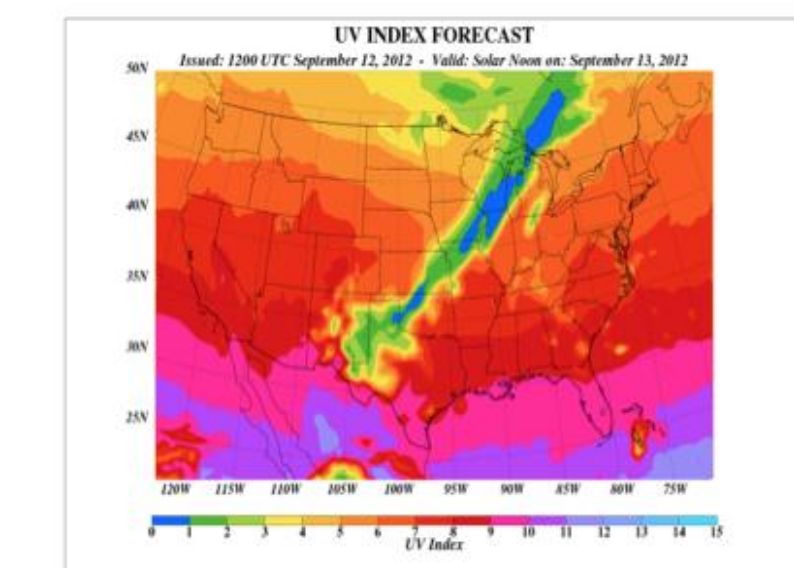 UV INDEX FORECAST
Issued: 1200 UTC September 12, 2012 - Valid: Solar Noon on: September 13, 2012
50N
45N
40N
35N
30N
25N
120W 115W 110W 105W 100W 95W 90W 85W 80W 75W
0 1 2 3 4 5 6 7 8 9 10 11 12 13 14 15
UV Index